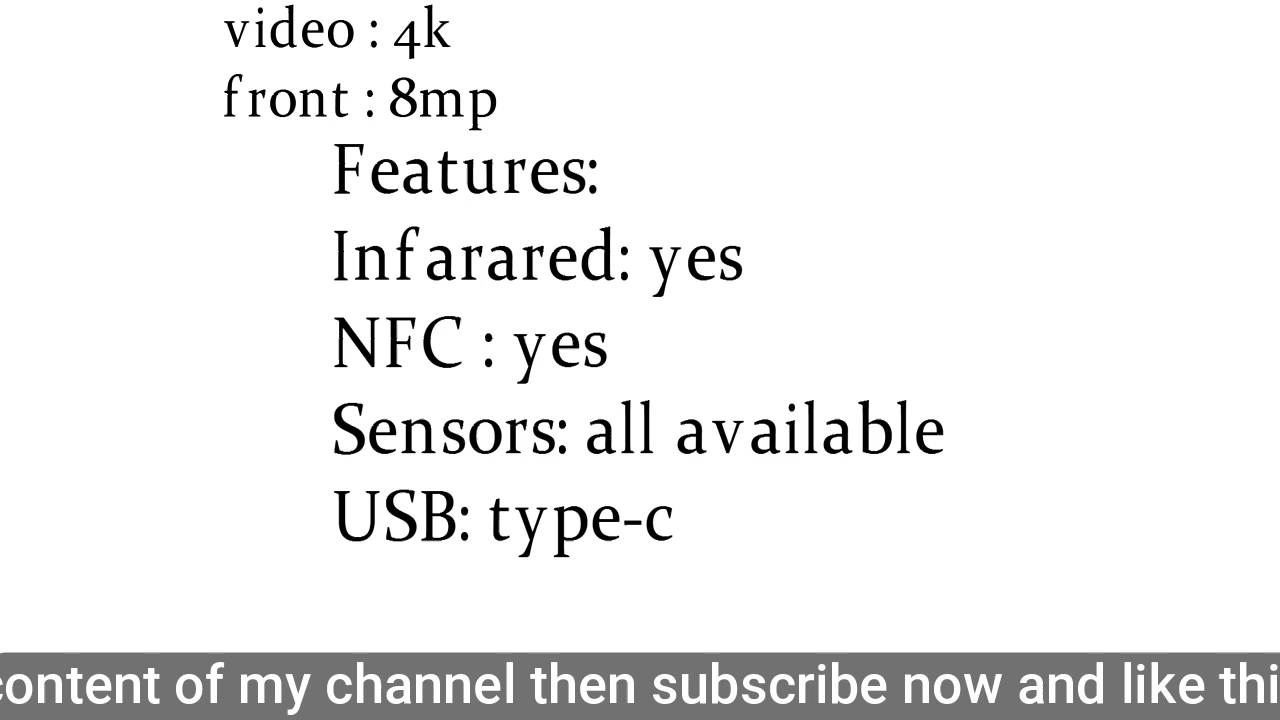 video : 4k
front : 8mp
Features:
Infarared: yes
NFC : yes
Sensors: all available
USB: type-c
content of my channel then subscribe now and like thi